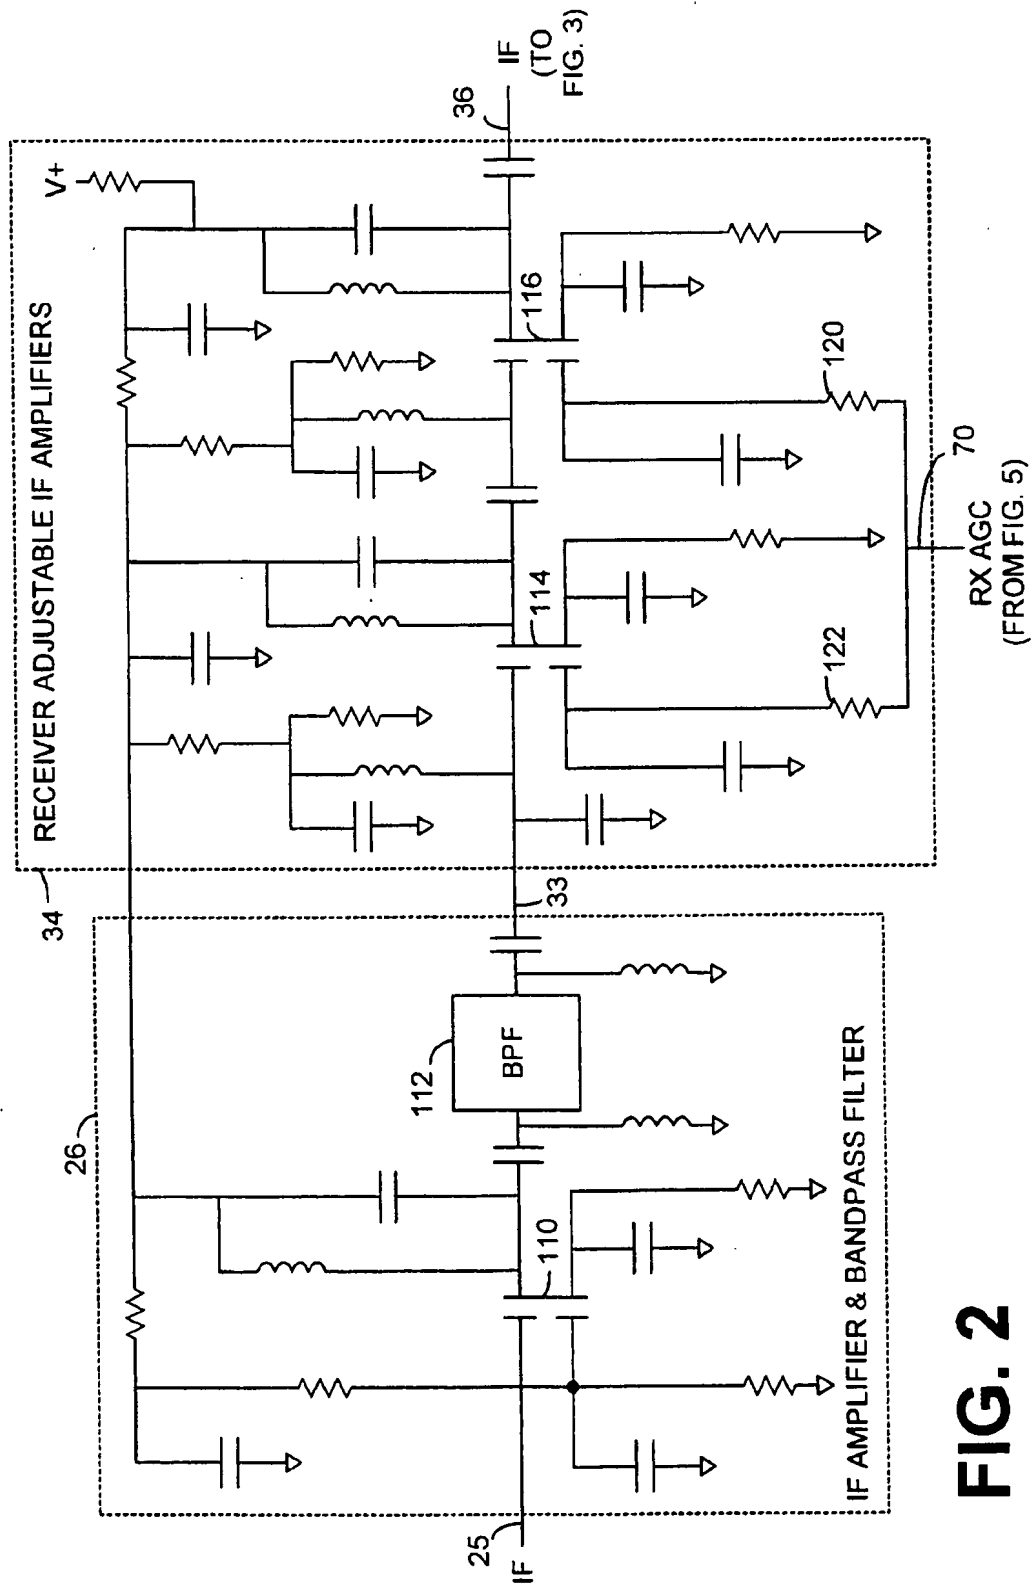 RECEIVER ADJUSTABLE IF AMPLIFIERS
34
V+
36
IF
(TO
FIG. 3)
26
112
BPF
33
114
116
110
25
IF
122
120
70
RX AGC
(FROM FIG. 5)
IF AMPLIFIER & BANDPASS FILTER
FIG. 2